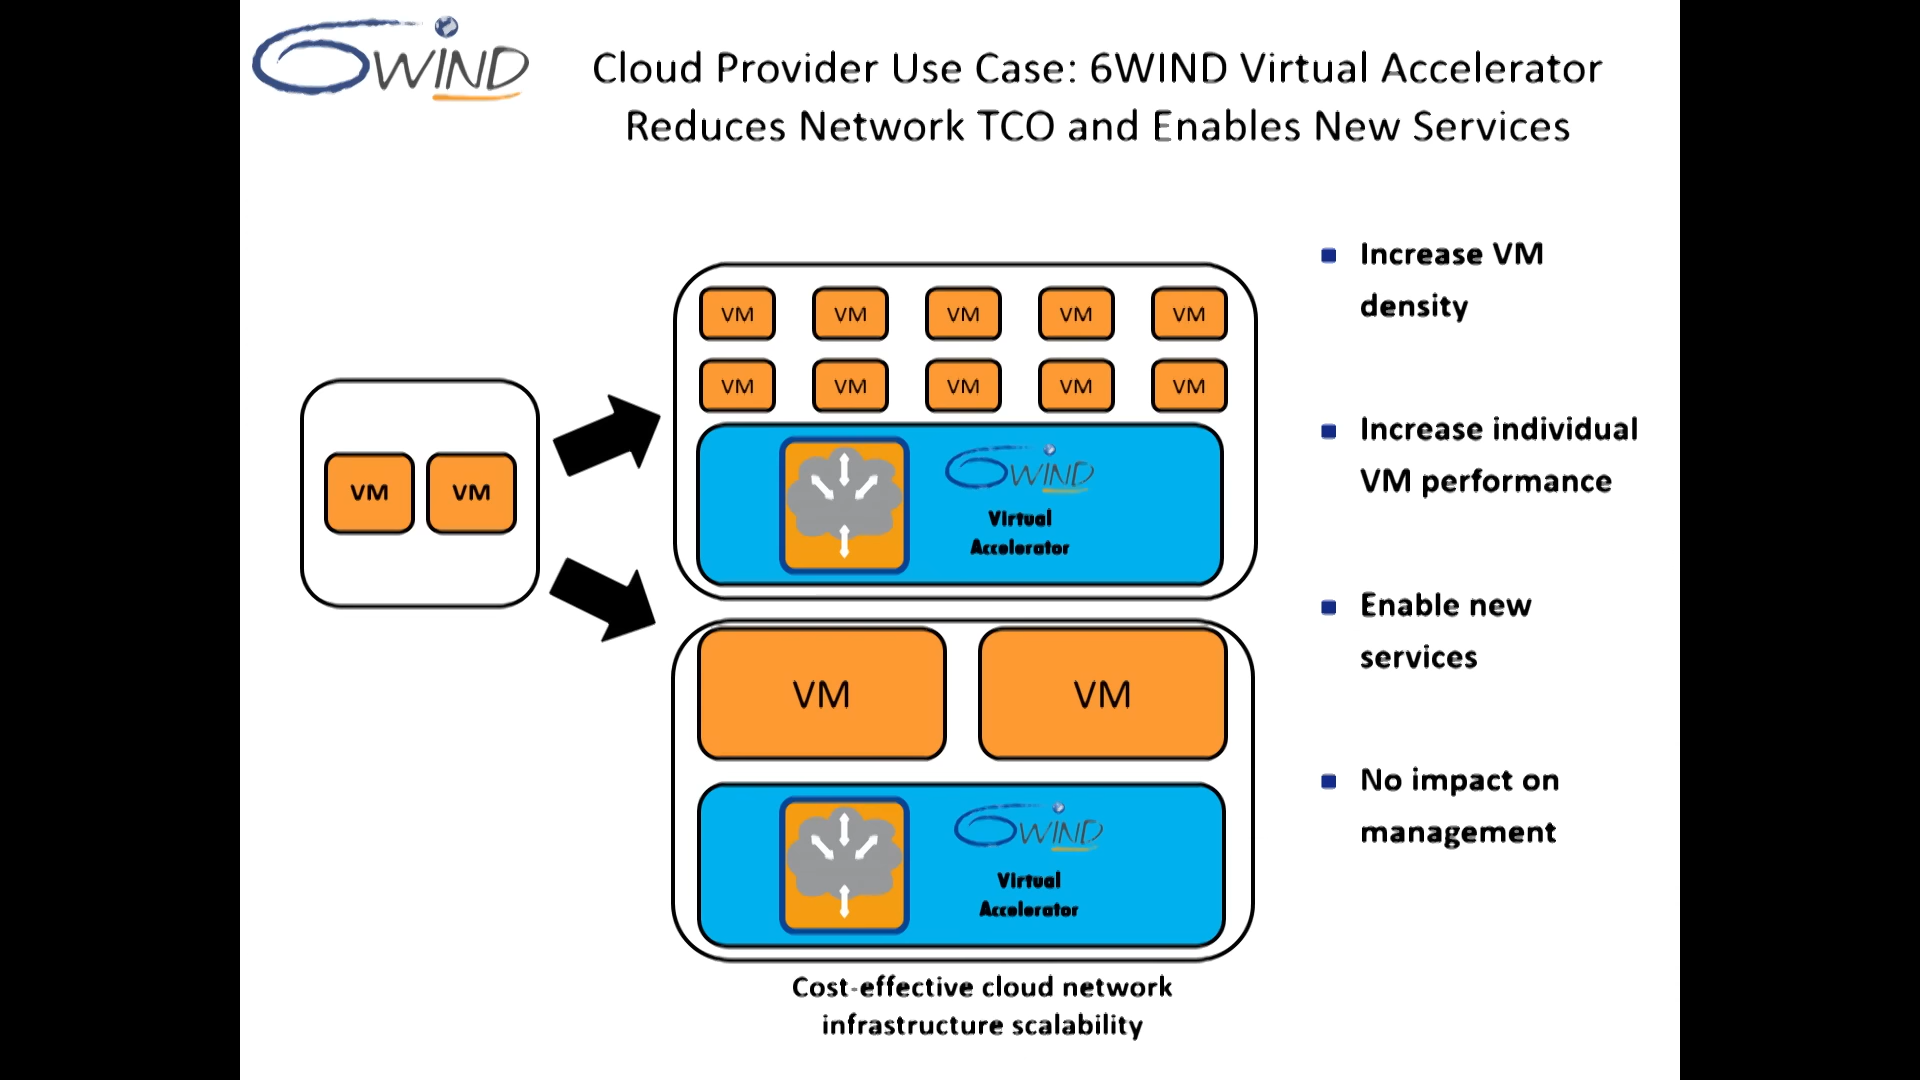 6WIND
Cloud Provider Use Case: 6WIND Virtual Accelerator
Reduces Network TCO and Enables New Services
VM VM
VM VM VM VM VM
VM VM VM VM VM
6WIND
Virtual
Accelerator
VM VM
6WIND
Virtual
Accelerator
Cost-effective cloud network
infrastructure scalability
Increase VM
density
Increase individual
VM performance
Enable new
services
No impact on
management